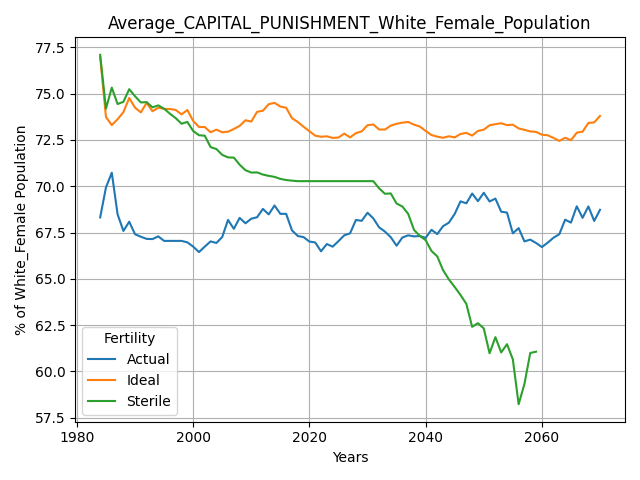 Average_CAPITAL_PUNISHMENT_White_Female_Population
% of White_Female Population
77.5
75.0
72.5
70.0
67.5
65.0
62.5
60.0
57.5
Fertility
Actual
Ideal
Sterile
1980
2000
2020
2040
2060
Years